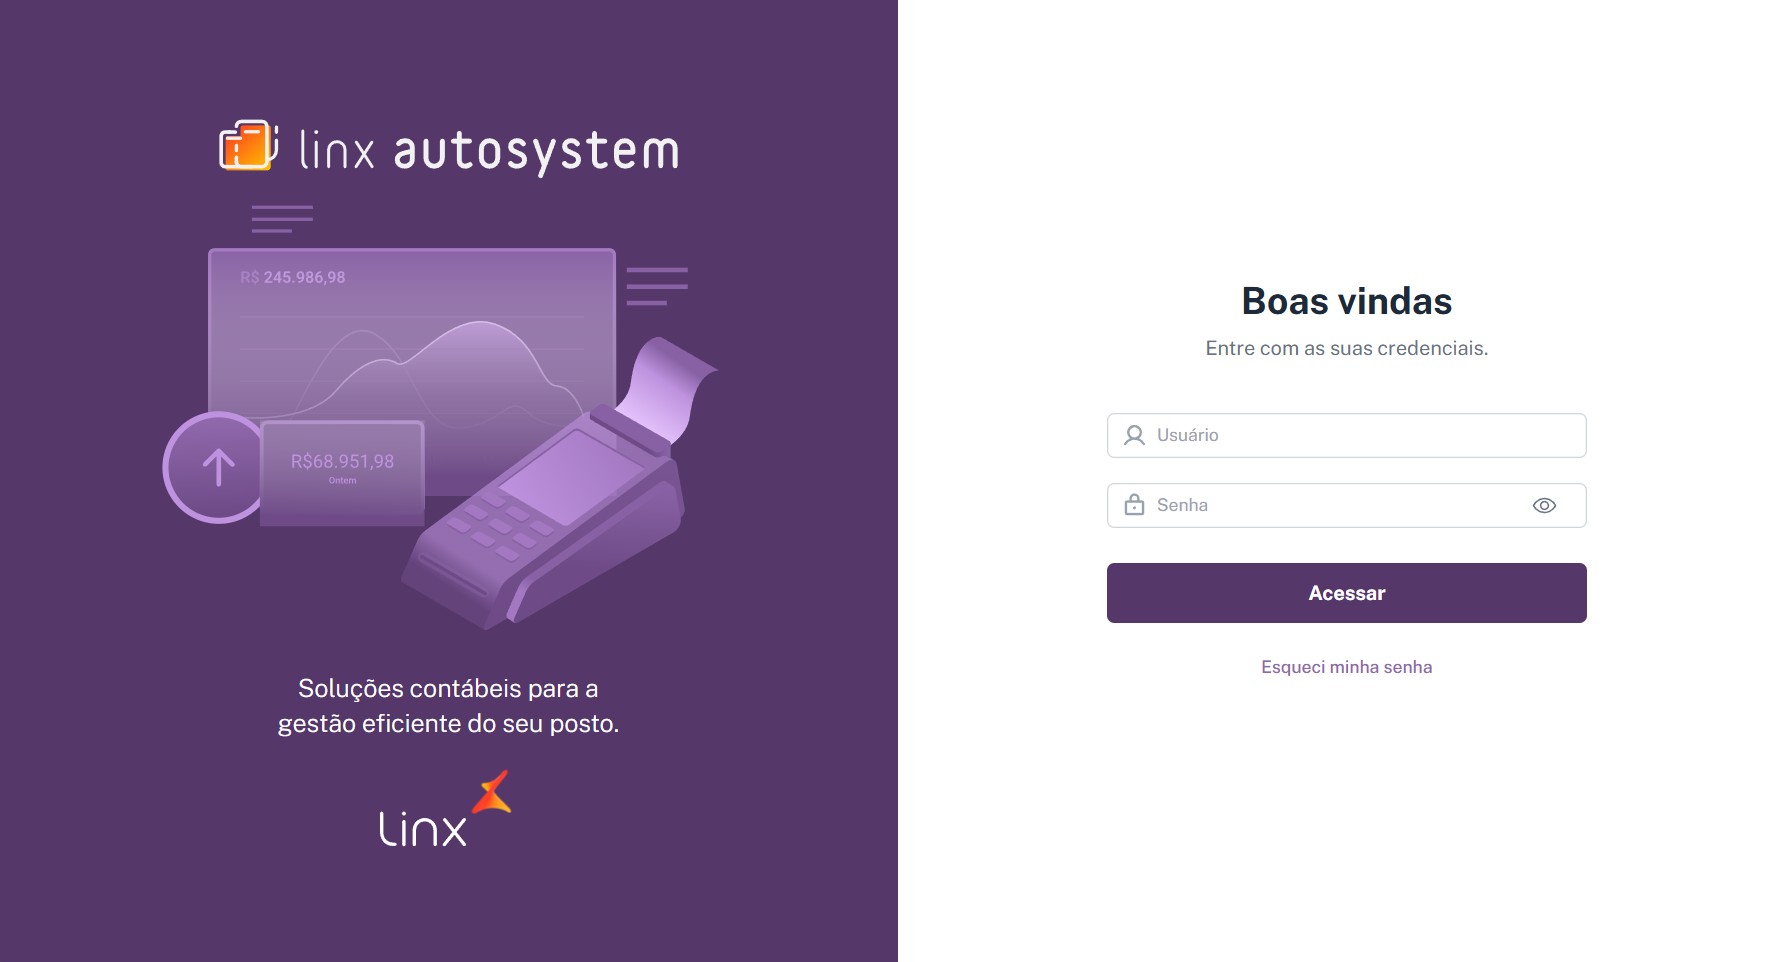 linx autosystem
R$ 245.986,98
R$68.951,98
Ontem
Soluções contábeis para a
gestão eficiente do seu posto.
Linx
Boas vindas
Entre com as suas credenciais.
Usuário
Senha
Acessar
Esqueci minha senha